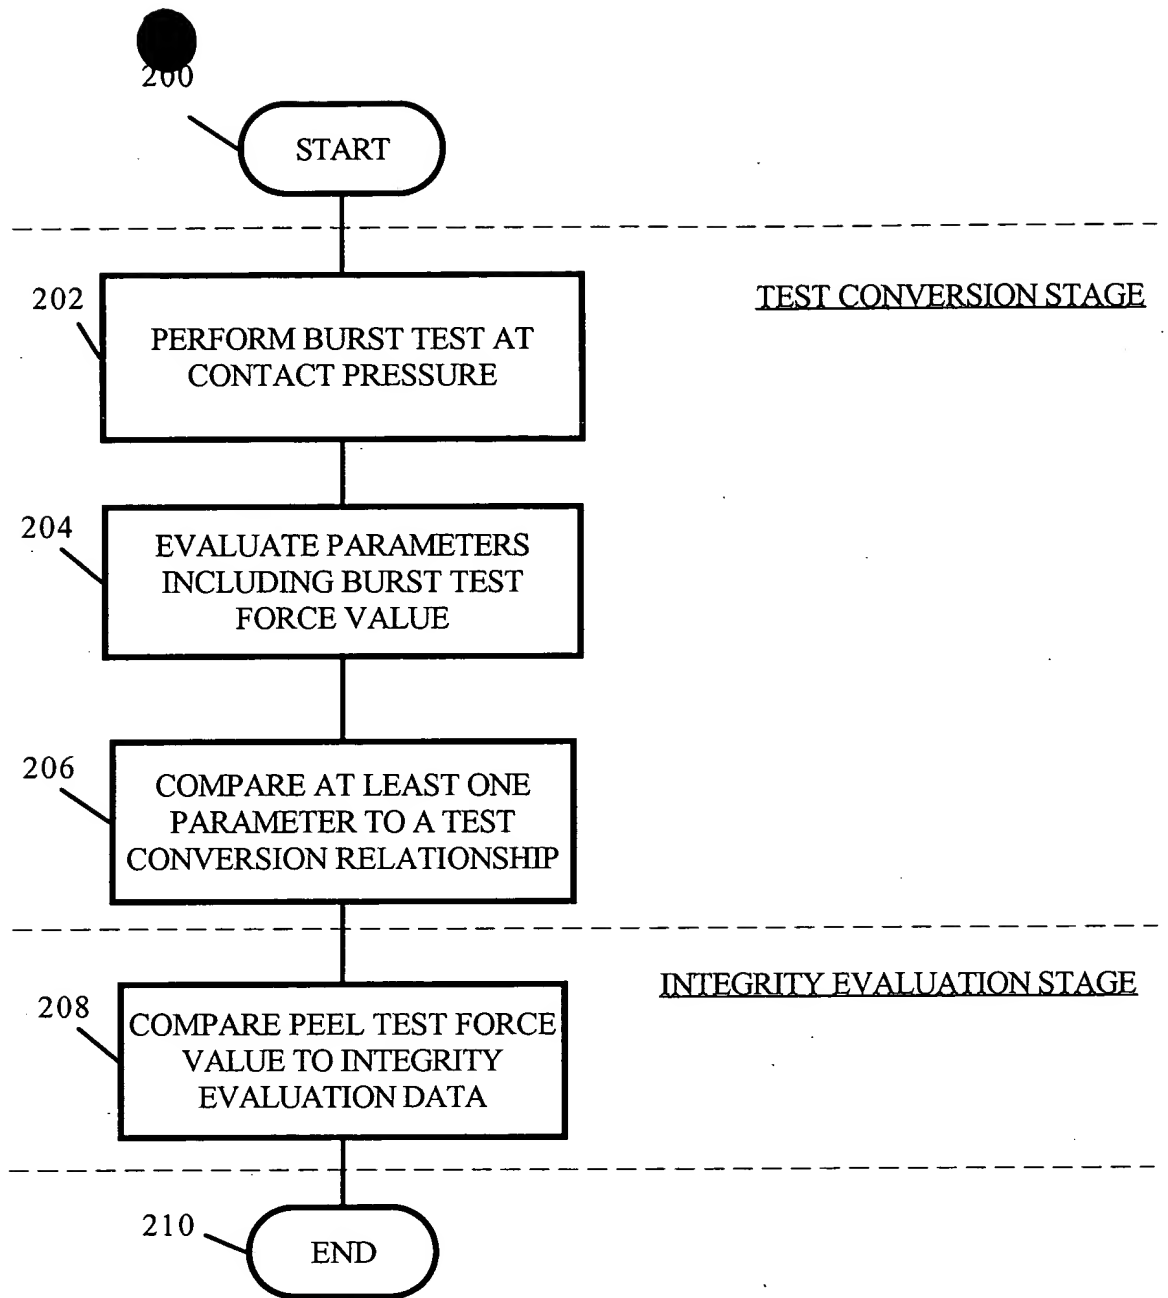 200
START
202
TEST CONVERSION STAGE
PERFORM BURST TEST AT
CONTACT PRESSURE
204
EVALUATE PARAMETERS
INCLUDING BURST TEST
FORCE VALUE
206
COMPARE AT LEAST ONE
PARAMETER TO A TEST
CONVERSION RELATIONSHIP
INTEGRITY EVALUATION STAGE
208
COMPARE PEEL TEST FORCE
VALUE TO INTEGRITY
EVALUATION DATA
210
END